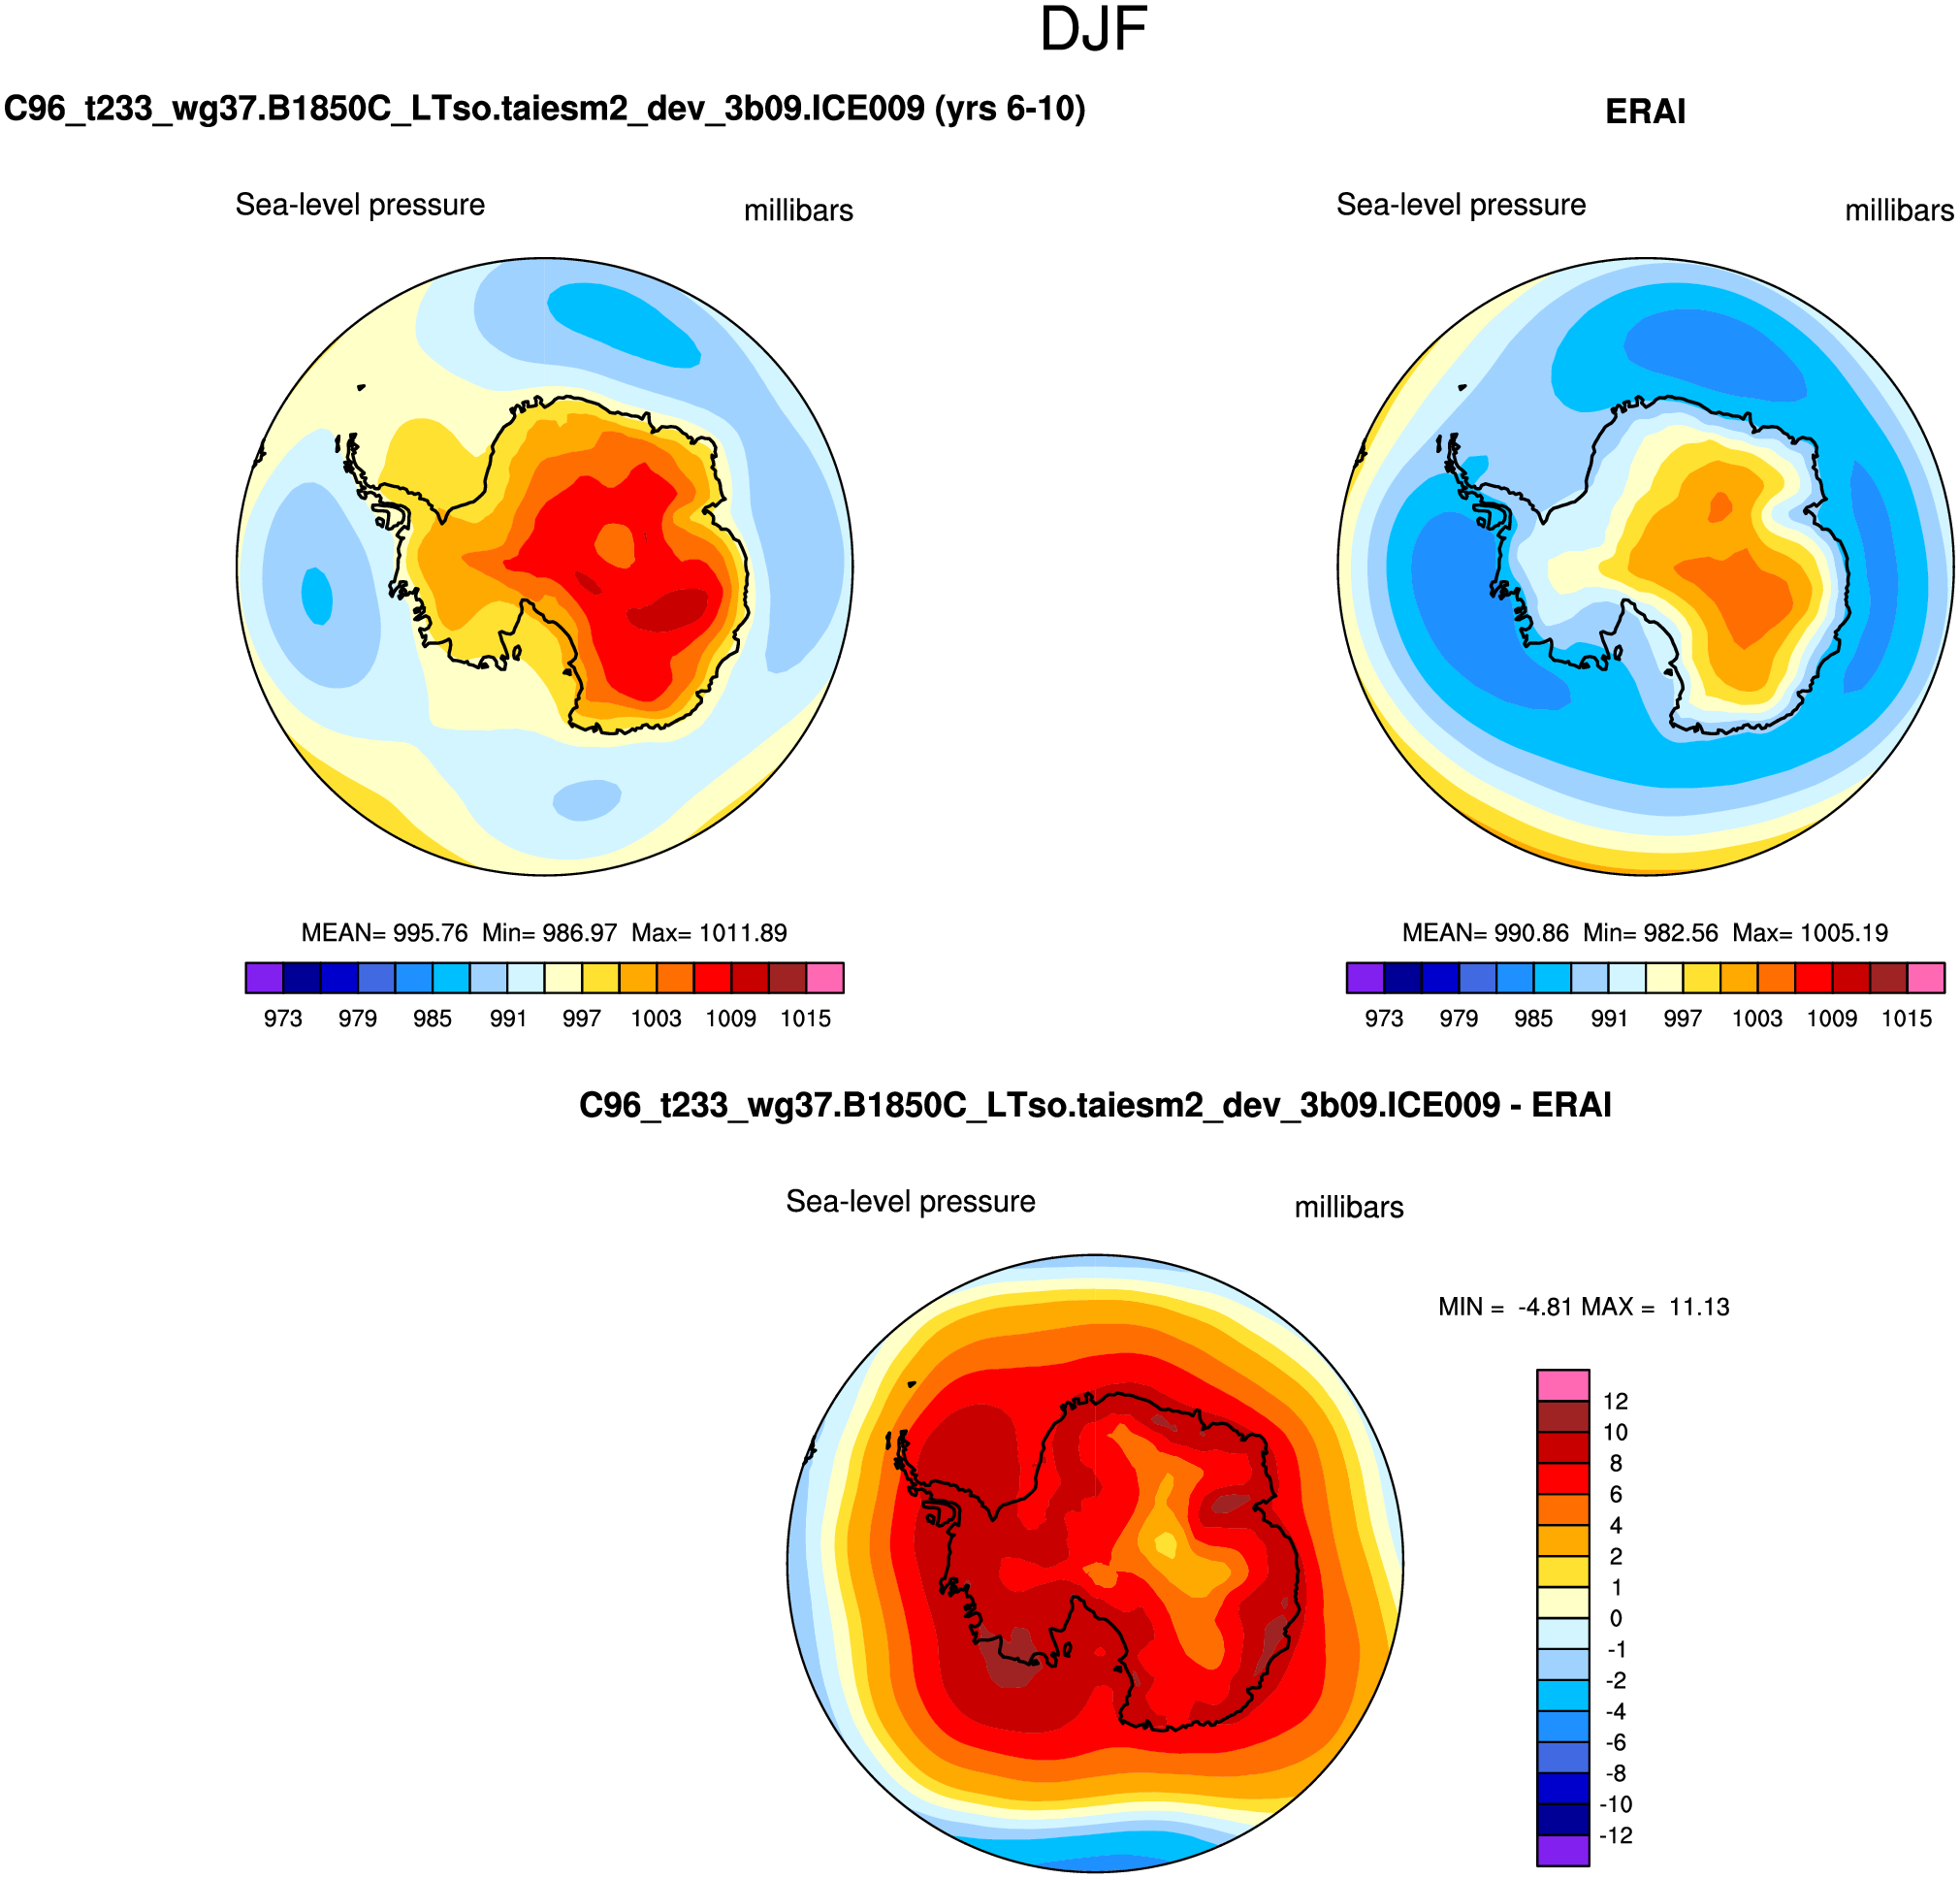 DJF
C96_t233_wg37.B1850C_LTso.taiesm2_dev_3b09.ICE009 (yrs 6-10)
ERAI
Sea-level pressure millibars
Sea-level pressure millibars
MEAN= 995.76 Min= 986.97 Max= 1011.89
973 979 985 991 997 1003 1009 1015
MEAN= 990.86 Min= 982.56 Max= 1005.19
973 979 985 991 997 1003 1009 1015
C96_t233_wg37.B1850C_LTso.taiesm2_dev_3b09.ICE009 - ERAI
Sea-level pressure millibars
MIN = -4.81 MAX = 11.13
12
10
8
6
4
2
1
0
-1
-2
-4
-6
-8
-10
-12